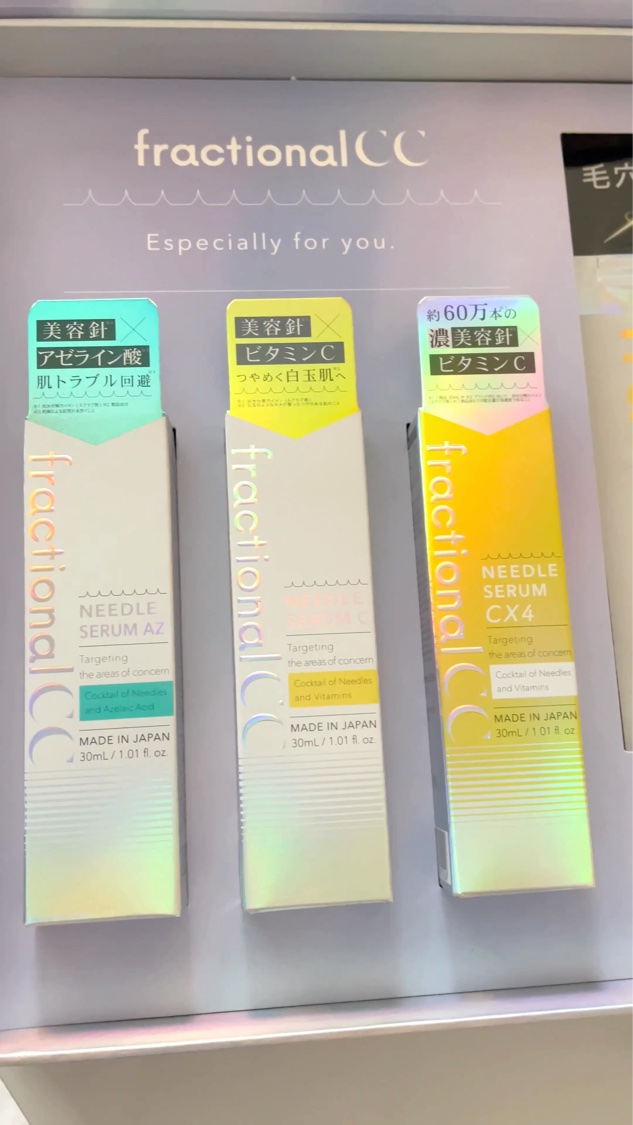 fractional CC
Especially for you.
毛穴
美容針×
アゼライン酸
肌トラブル回避
fractional CC
NEEDLE
SERUM AZ
Targeting
the areas of concern
Cocktail of Needles
and Azelaic Acid
MADE IN JAPAN
30mL / 1.01 fl. oz.
美容針×
ビタミンC
つやめく白玉肌へ
fractional CC
NEEDLE
SERUM C
Targeting
the areas of concern
Cocktail of Needles
and Vitamins
MADE IN JAPAN
30mL / 1.01 fl. oz.
約60万本の
濃美容針×
ビタミンC
fractional CC
NEEDLE
SERUM
CX4
Targeting
the areas of concern
Cocktail of Needles
and Vitamins
MADE IN JAPAN
30mL / 1.01 fl. oz.